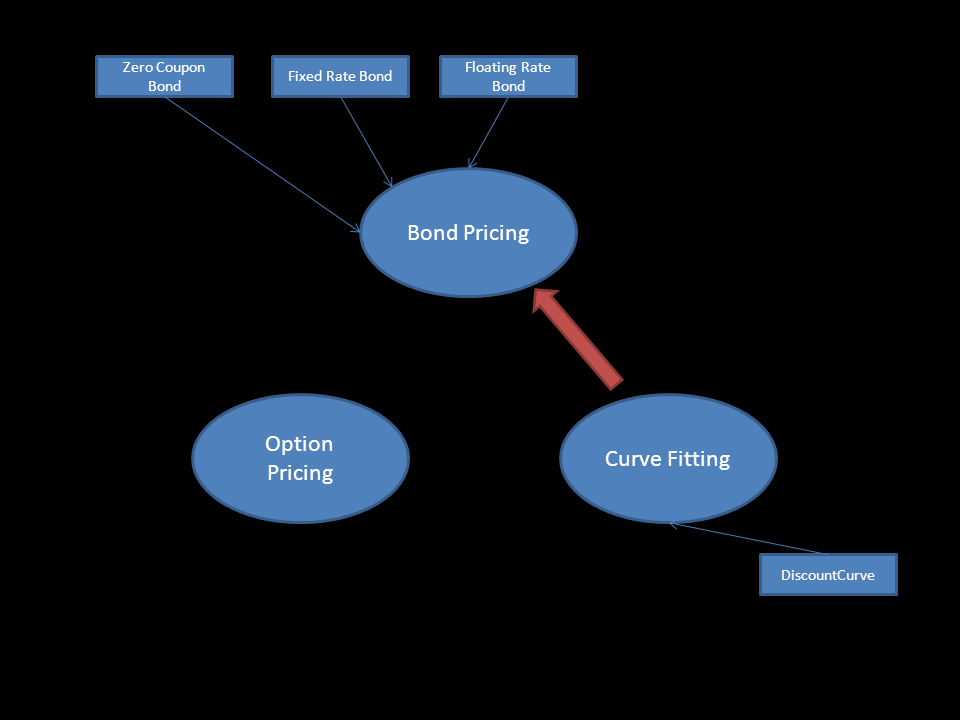 Zero Coupon
Bond
Fixed Rate Bond
Floating Rate
Bond
Bond Pricing
Option
Pricing
Curve Fitting
DiscountCurve